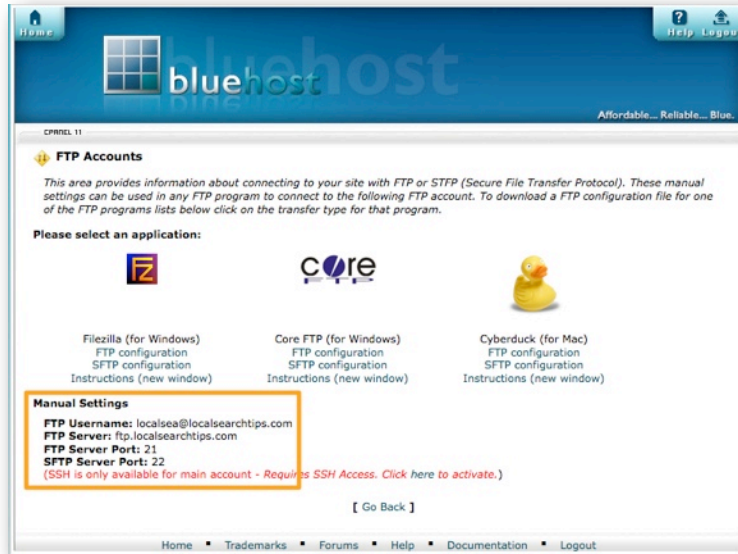 Home
Help Logout
bluehost
Affordable... Reliable... Blue.
CPANEL 11
FTP Accounts
This area provides information about connecting to your site with FTP or STFP (Secure File Transfer Protocol). These manual
settings can be used in any FTP program to connect to the following FTP account. To download a FTP configuration file for one
of the FTP programs lists below click on the transfer type for that program.
Please select an application:
FZ
core
FTP
Filezilla (for Windows)
FTP configuration
SFTP configuration
Instructions (new window)
Core FTP (for Windows)
FTP configuration
SFTP configuration
Instructions (new window)
Cyberduck (for Mac)
FTP configuration
SFTP configuration
Instructions (new window)
Manual Settings
FTP Username: localsea@localsearchtips.com
FTP Server: ftp.localsearchtips.com
FTP Server Port: 21
SFTP Server Port: 22
(SSH is only available for main account - Requires SSH Access. Click here to activate.)
[ Go Back ]
Home ▪ Trademarks ▪ Forums ▪ Help ▪ Documentation ▪ Logout